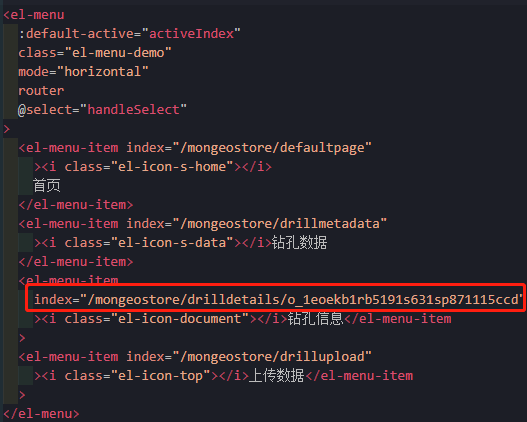 <el-menu
:default-active="activeIndex"
class="el-menu-demo"
mode="horizontal"
router
@select="handleSelect"
>
<el-menu-item index="/mongeostore/defaultpage"
><i class="el-icon-s-home"></i>
首页
</el-menu-item>
<el-menu-item index="/mongeostore/drillmetadata"
><i class="el-icon-s-data"></i>钻孔数据
</el-menu-item>
<el-menu-item
index="/mongeostore/drilldetails/o_1eoekb1rb5191s631sp871115ccd"
><i class="el-icon-document"></i>钻孔信息</el-menu-item
>
<el-menu-item index="/mongeostore/drillupload"
><i class="el-icon-top"></i>上传数据</el-menu-item
>
</el-menu>